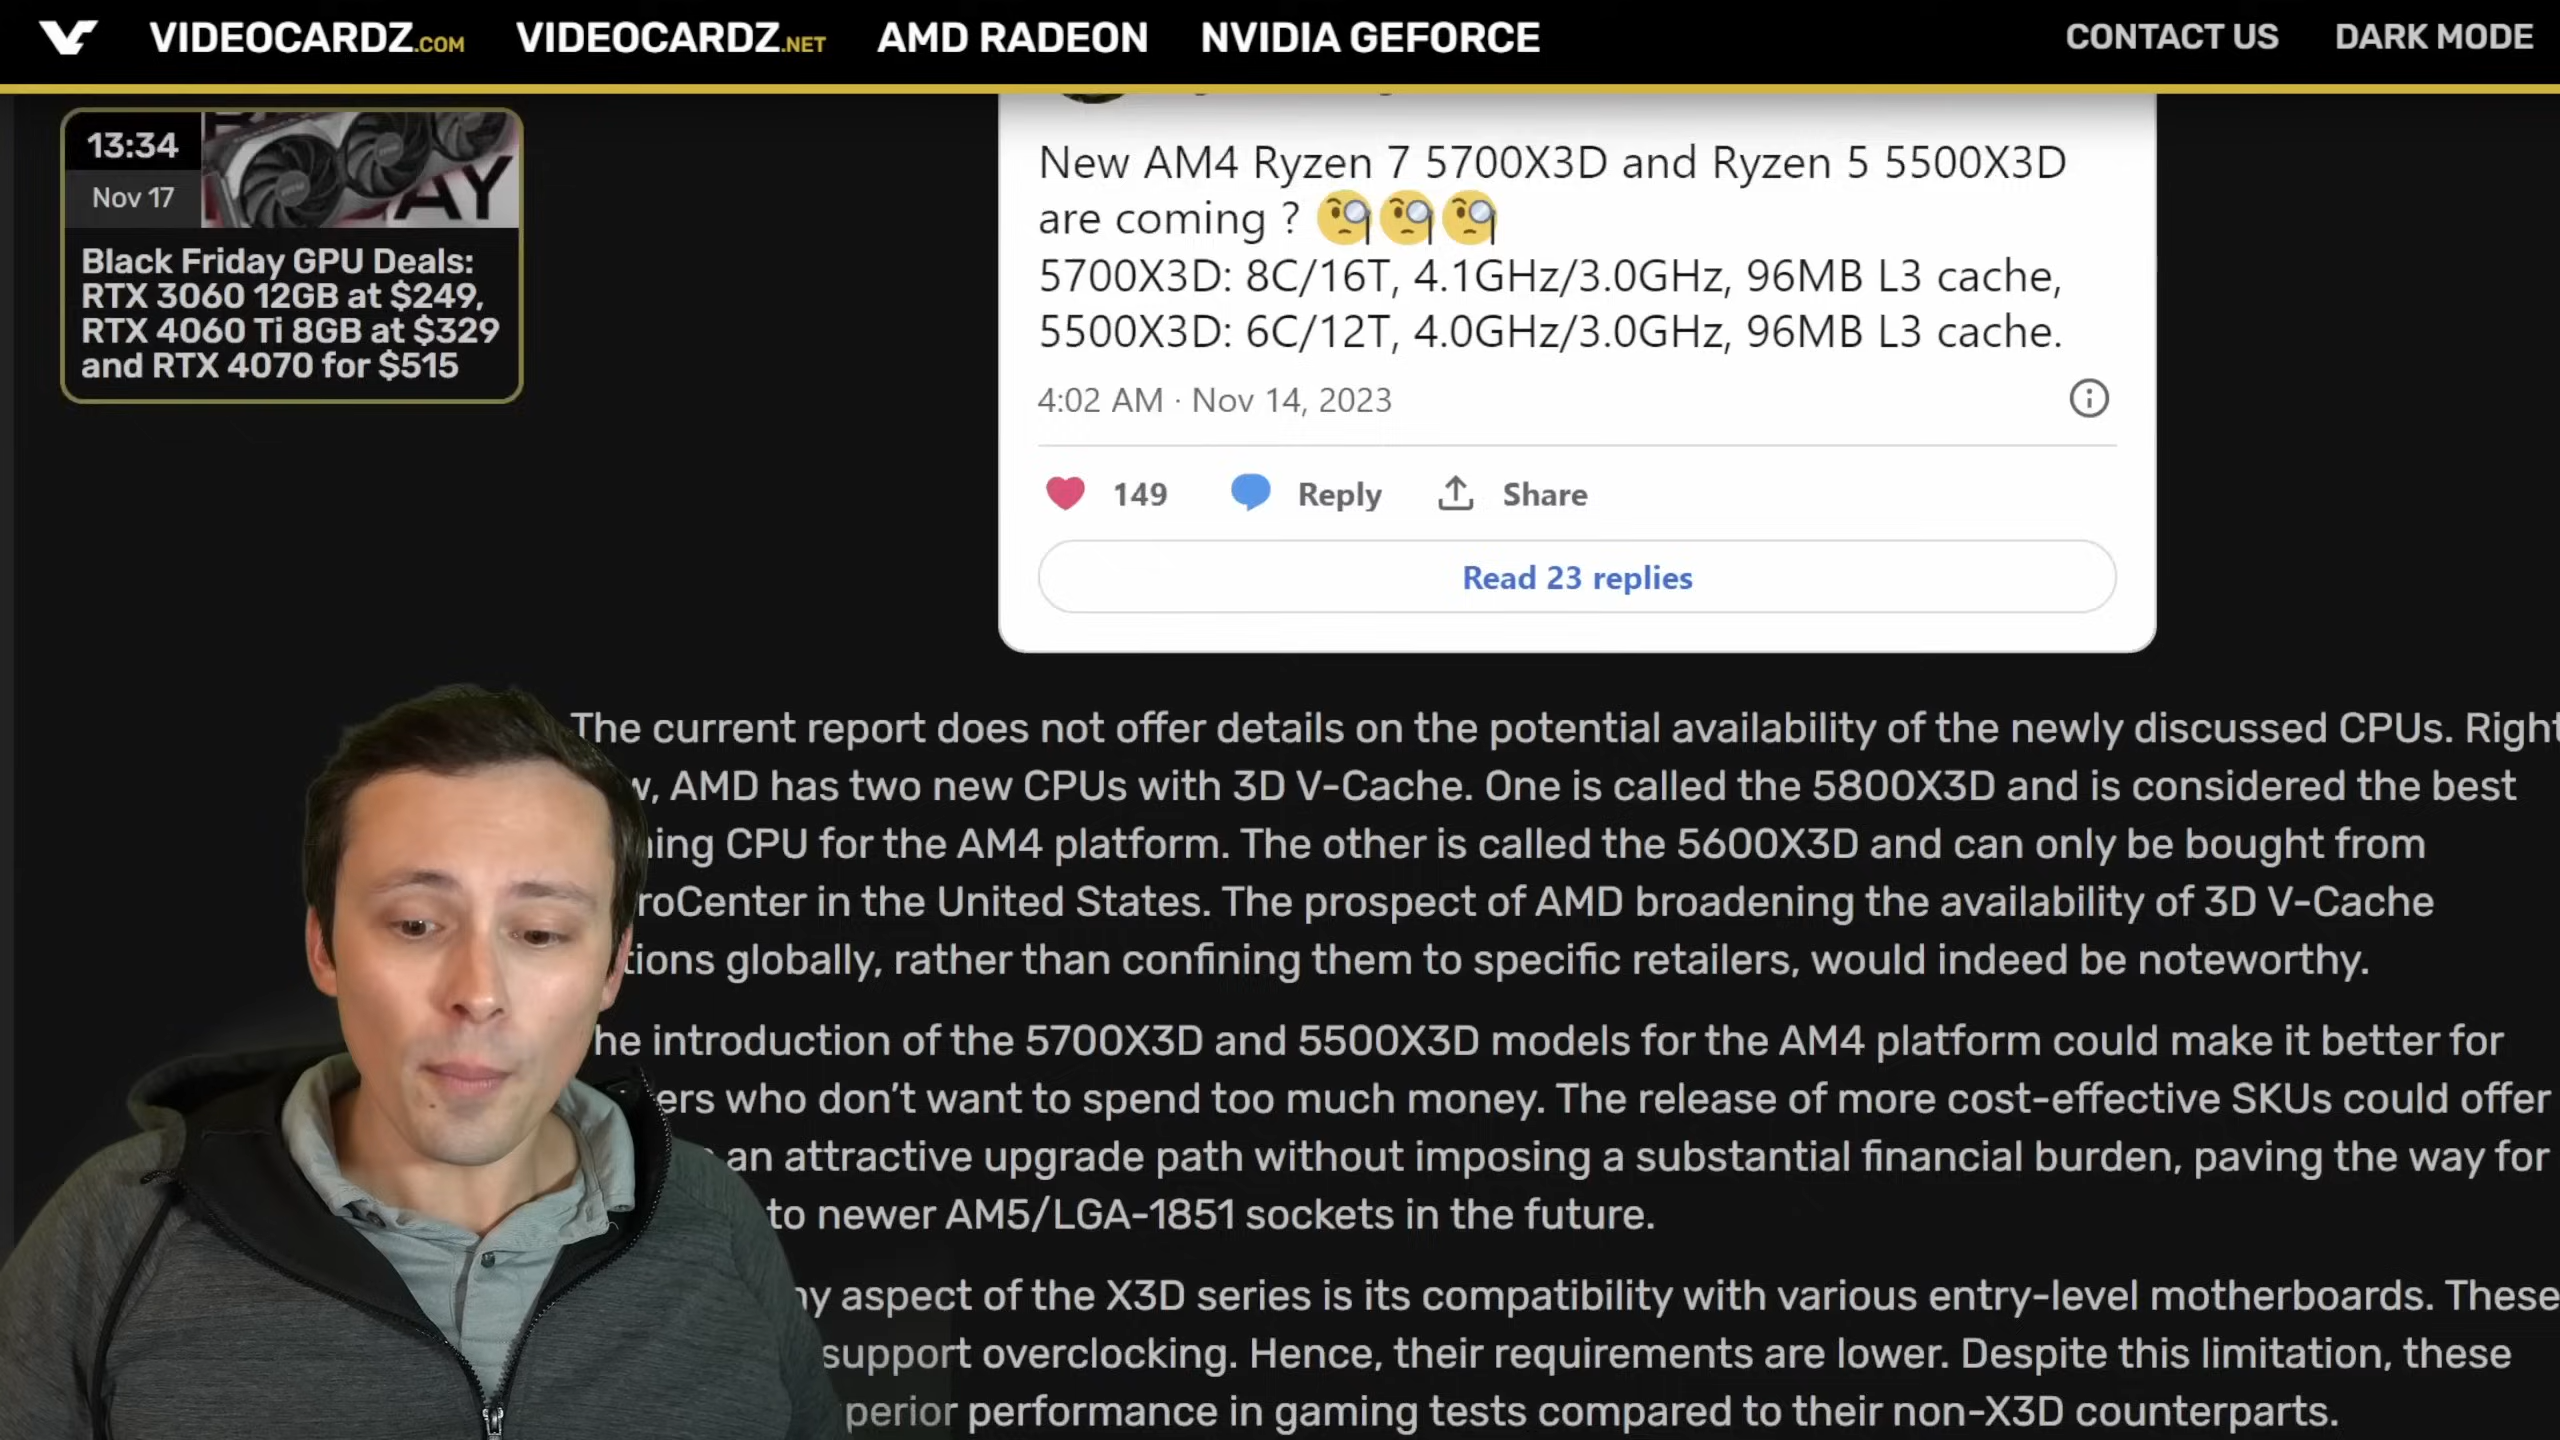 VIDEOCARDZ.COM VIDEOCARDZ.NET AMD RADEON NVIDIA GEFORCE CONTACT US DARK MODE
13:34
Nov 17
AY
Black Friday GPU Deals:
RTX 3060 12GB at $249,
RTX 4060 Ti 8GB at $329
and RTX 4070 for $515
New AM4 Ryzen 7 5700X3D and Ryzen 5 5500X3D
are coming ? 🧐🧐🧐
5700X3D: 8C/16T, 4.1GHz/3.0GHz, 96MB L3 cache,
5500X3D: 6C/12T, 4.0GHz/3.0GHz, 96MB L3 cache.
4:02 AM · Nov 14, 2023
149 Reply Share
Read 23 replies
The current report does not offer details on the potential availability of the newly discussed CPUs. Right
w, AMD has two new CPUs with 3D V-Cache. One is called the 5800X3D and is considered the best
ing CPU for the AM4 platform. The other is called the 5600X3D and can only be bought from
roCenter in the United States. The prospect of AMD broadening the availability of 3D V-Cache
tions globally, rather than confining them to specific retailers, would indeed be noteworthy.
he introduction of the 5700X3D and 5500X3D models for the AM4 platform could make it better for
ers who don't want to spend too much money. The release of more cost-effective SKUs could offer
an attractive upgrade path without imposing a substantial financial burden, paving the way for
to newer AM5/LGA-1851 sockets in the future.
hy aspect of the X3D series is its compatibility with various entry-level motherboards. These
support overclocking. Hence, their requirements are lower. Despite this limitation, these
perior performance in gaming tests compared to their non-X3D counterparts.